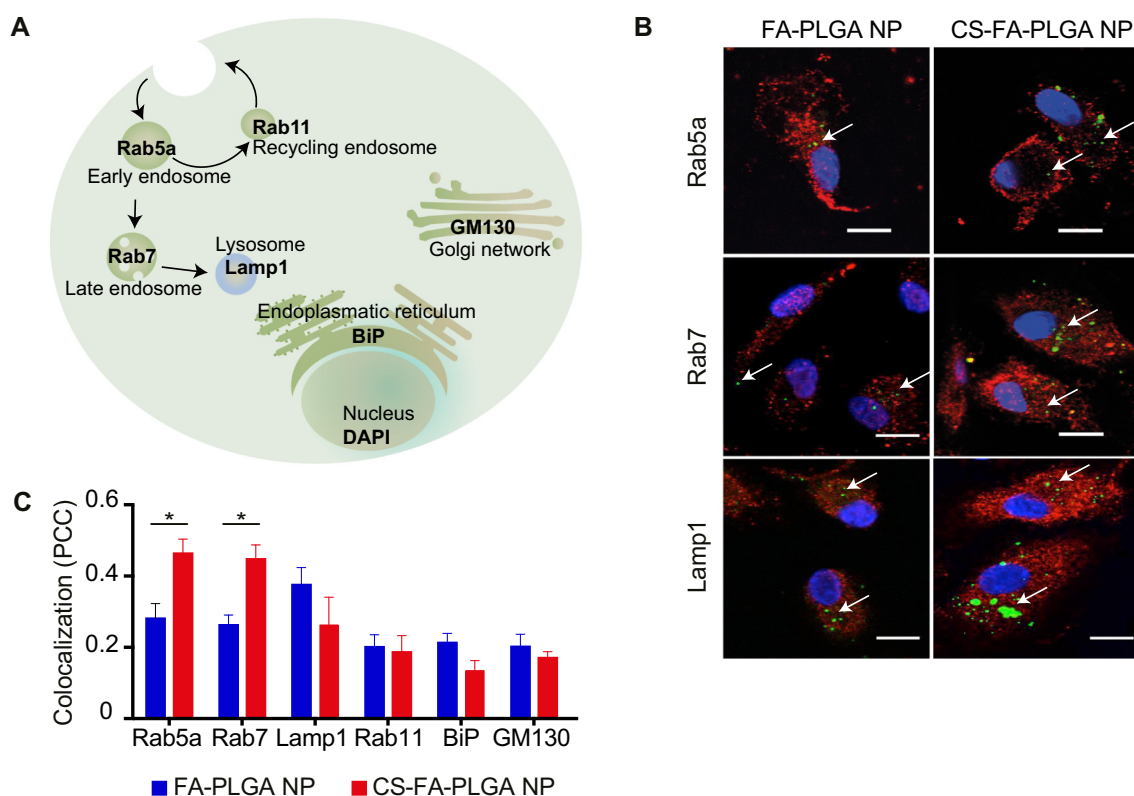 A
Rab5a
Early endosome
Rab11
Recycling endosome
Rab7
Late endosome
Lysosome
Lamp1
GM130
Golgi network
Endoplasmatic reticulum
BiP
Nucleus
DAPI
B
FA-PLGA NP
CS-FA-PLGA NP
Rab5a
Rab7
Lamp1
C
Colocalization (PCC)
0.6
0.4
0.2
0
* *
Rab5a Rab7 Lamp1 Rab11 BiP GM130
FA-PLGA NP CS-FA-PLGA NP